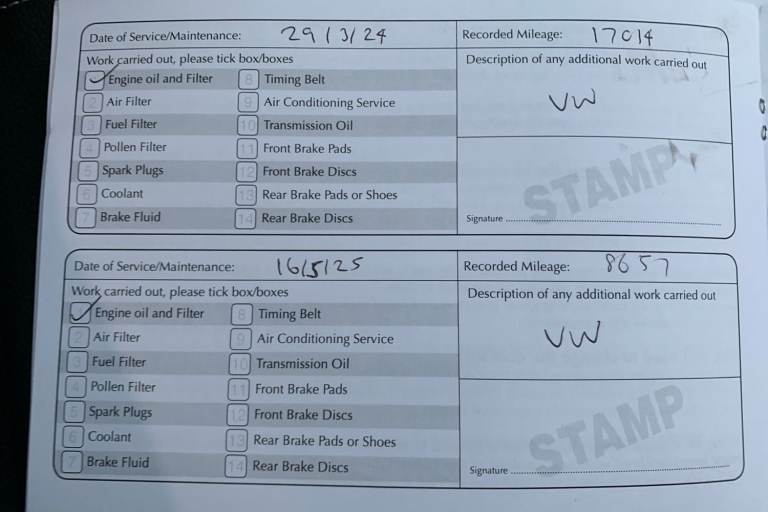 Date of Service/Maintenance: 29/3/24 Recorded Mileage: 17014
Work carried out, please tick box/boxes Description of any additional work carried out
✓ Engine oil and Filter 8 Timing Belt
2 Air Filter 9 Air Conditioning Service
VW
3 Fuel Filter 10 Transmission Oil
4 Pollen Filter 11 Front Brake Pads
5 Spark Plugs 12 Front Brake Discs
6 Coolant 13 Rear Brake Pads or Shoes
STAMP
7 Brake Fluid 14 Rear Brake Discs
Signature
Date of Service/Maintenance: 16/5/25 Recorded Mileage: 8657
Work carried out, please tick box/boxes Description of any additional work carried out
1 ✓ Engine oil and Filter 8 Timing Belt
2 Air Filter 9 Air Conditioning Service
VW
3 Fuel Filter 10 Transmission Oil
4 Pollen Filter 11 Front Brake Pads
5 Spark Plugs 12 Front Brake Discs
6 Coolant 13 Rear Brake Pads or Shoes
STAMP
7 Brake Fluid 14 Rear Brake Discs
Signature